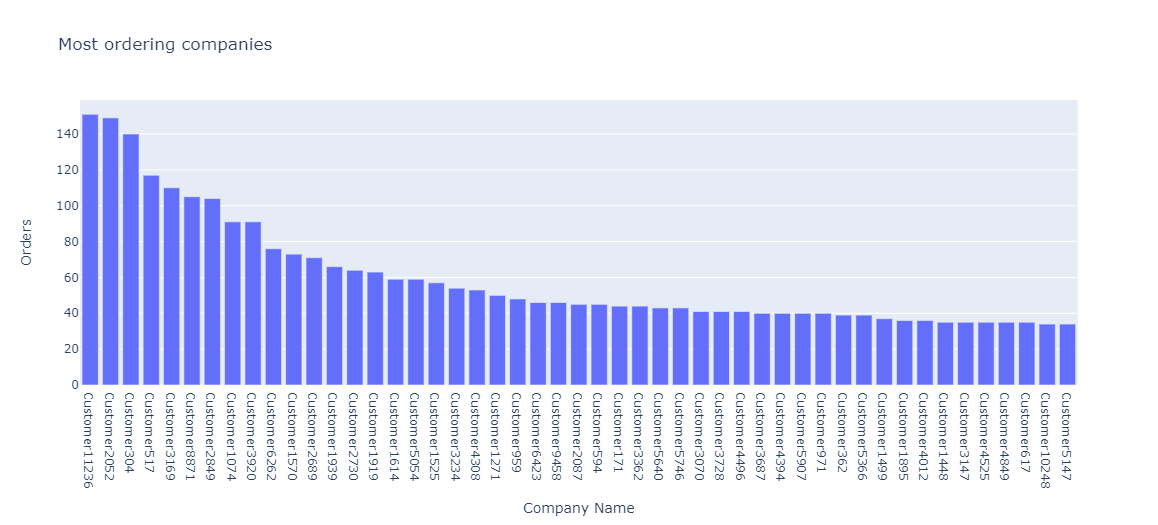 Most ordering companies
140
120
100
80
60
40
20
0
Orders
Customer11236
Customer2052
Customer304
Customer517
Customer3169
Customer8871
Customer2849
Customer1074
Customer3920
Customer6262
Customer1570
Customer2689
Customer1939
Customer2730
Customer1919
Customer1614
Customer5054
Customer1525
Customer3234
Customer4308
Customer1271
Customer959
Customer6423
Customer9458
Customer2087
Customer594
Customer171
Customer3362
Customer5640
Customer5746
Customer3070
Customer3728
Customer4496
Customer3687
Customer4394
Customer5907
Customer971
Customer362
Customer5366
Customer1499
Customer1895
Customer4012
Customer1448
Customer3147
Customer4525
Customer4849
Customer617
Customer10248
Customer5147
Company Name